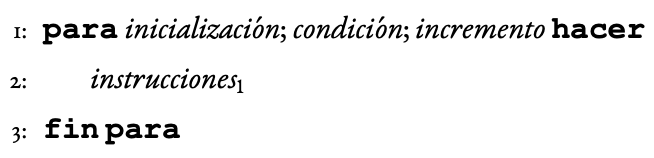 1: para inicialización; condición; incremento hacer
2: instrucciones₁
3: fin para